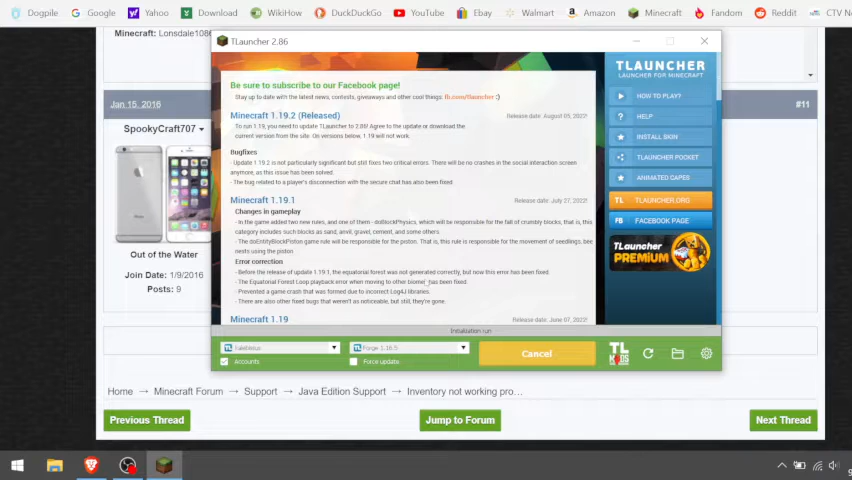 Dogpile Google Yahoo Download WikiHow DuckDuckGo YouTube Ebay Walmart Amazon Minecraft Fandom Reddit CTV N
Minecraft: Lonsdale108
Jan 15, 2016
#11
SpookyCraft707
Out of the Water
Join Date: 1/9/2016
Posts: 9
TLauncher 2.86
Be sure to subscribe to our Facebook page!
Stay up to date with the latest news, contests, giveaways and other cool things: fb.com/tlauncher :)
Minecraft 1.19.2 (Released)
Release date: August 05, 2022!
To run 1.19, you need to update TLauncher to 2.86! Agree to the update or download the
current version from the site. On versions below, 1.19 will not work.
Bugfixes
- Update 1.19.2 is not particularly significant but still fixes two critical errors. There will be no crashes in the social interaction screen
anymore, as this issue has been solved.
- The bug related to a player's disconnection with the secure chat has also been fixed.
Minecraft 1.19.1
Release date: July 27, 2022!
Changes in gameplay
- In the game added two new rules, and one of them - doBlockPhysics, which will be responsible for the fall of crumbly blocks, that is, this
category includes such blocks as sand, anvil, gravel, cement, and some others.
- The doEntityBlockPiston game rule will be responsible for the piston. That is, this rule is responsible for the movement of seedlings, bee
nests using the piston.
Error correction
- Before the release of update 1.19.1, the equatorial forest was not generated correctly, but now this error has been fixed.
- The Equatorial Forest Loop playback error when moving to other biomes has been fixed.
- Prevented a game crash that was formed due to incorrect Log4J libraries.
- There are also other fixed bugs that weren't as noticeable, but still, they're gone.
Minecraft 1.19
Release date: June 07, 2022!
TLAUNCHER
LAUNCHER FOR MINECRAFT
HOW TO PLAY?
HELP
INSTALL SKIN
TLAUNCHER POCKET
ANIMATED CAPES
TL TLAUNCHER.ORG
FB FACEBOOK PAGE
TLauncher
PREMIUM
Initialization run
TL
TL Forge 1.18.5
Cancel
TL
Accounts
Force update
Home → Minecraft Forum → Support → Java Edition Support → Inventory not working pro…
Previous Thread
Jump to Forum
Next Thread